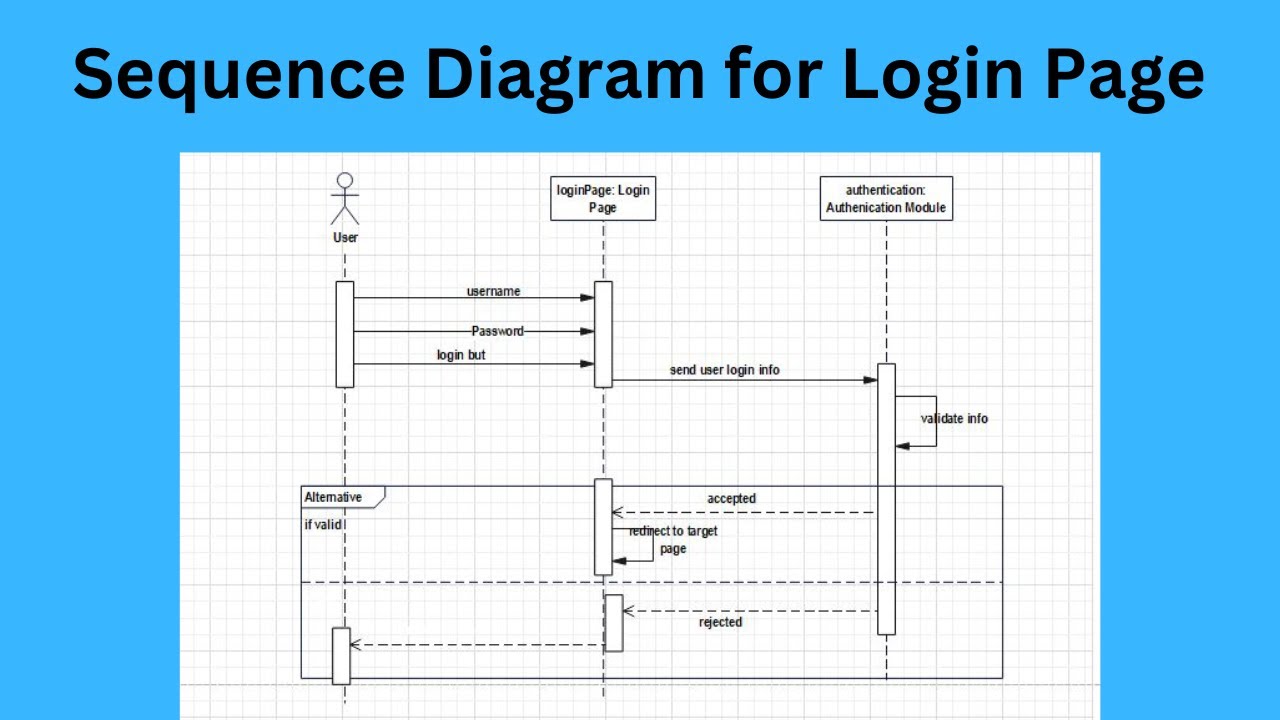 Sequence Diagram for Login Page
loginPage: Login
Page
authentication:
Authenication Module
User
username
Password
login but
send user login info
validate info
Alternative
accepted
if valid
redirect to target
page
rejected